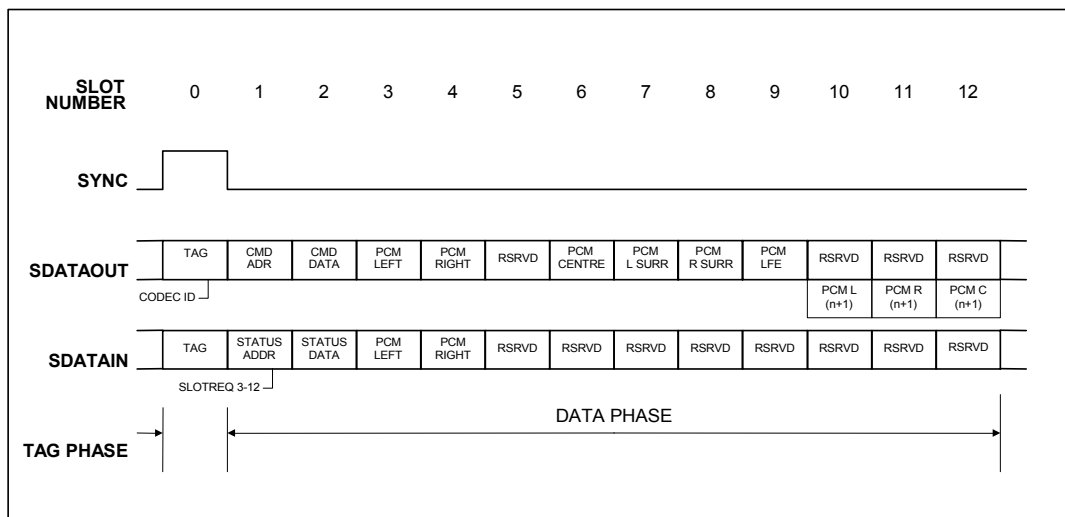 SLOT
NUMBER
0 1 2 3 4 5 6 7 8 9 10 11 12
SYNC
SDATAOUT
TAG
CMD
ADR
CMD
DATA
PCM
LEFT
PCM
RIGHT
RSRVD
PCM
CENTRE
PCM
L SURR
PCM
R SURR
PCM
LFE
RSRVD
RSRVD
RSRVD
CODEC ID
PCM L
(n+1)
PCM R
(n+1)
PCM C
(n+1)
SDATAIN
TAG
STATUS
ADDR
STATUS
DATA
PCM
LEFT
PCM
RIGHT
RSRVD
RSRVD
RSRVD
RSRVD
RSRVD
RSRVD
RSRVD
RSRVD
SLOTREQ 3-12
TAG PHASE
DATA PHASE